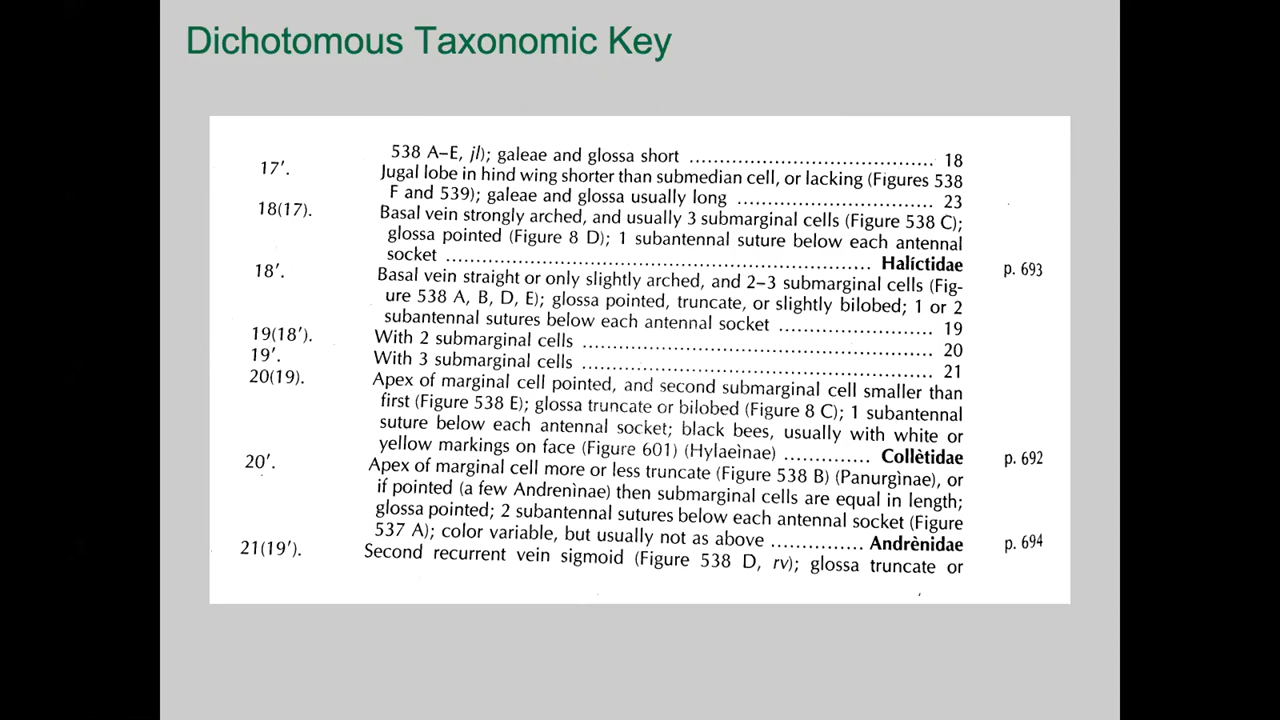 Dichotomous Taxonomic Key
538 A–E, jl); galeae and glossa short ................................. 18
17′. Jugal lobe in hind wing shorter than submedian cell, or lacking (Figures 538
F and 539); galeae and glossa usually long ........................... 23
18(17). Basal vein strongly arched, and usually 3 submarginal cells (Figure 538 C);
glossa pointed (Figure 8 D); 1 subantennal suture below each antennal
socket ........................................................... Halíctidae p. 693
18′. Basal vein straight or only slightly arched, and 2–3 submarginal cells (Fig-
ure 538 A, B, D, E); glossa pointed, truncate, or slightly bilobed; 1 or 2
subantennal sutures below each antennal socket ..................... 19
19(18′). With 2 submarginal cells ................................................ 20
19′. With 3 submarginal cells ................................................ 21
20(19). Apex of marginal cell pointed, and second submarginal cell smaller than
first (Figure 538 E); glossa truncate or bilobed (Figure 8 C); 1 subantennal
suture below each antennal socket; black bees, usually with white or
yellow markings on face (Figure 601) (Hylaeìnae) ............ Collètidae p. 692
20′. Apex of marginal cell more or less truncate (Figure 538 B) (Panurgìnae), or
if pointed (a few Andrenìnae) then submarginal cells are equal in length;
glossa pointed; 2 subantennal sutures below each antennal socket (Figure
537 A); color variable, but usually not as above ............. Andrènidae p. 694
21(19′). Second recurrent vein sigmoid (Figure 538 D, rv); glossa truncate or